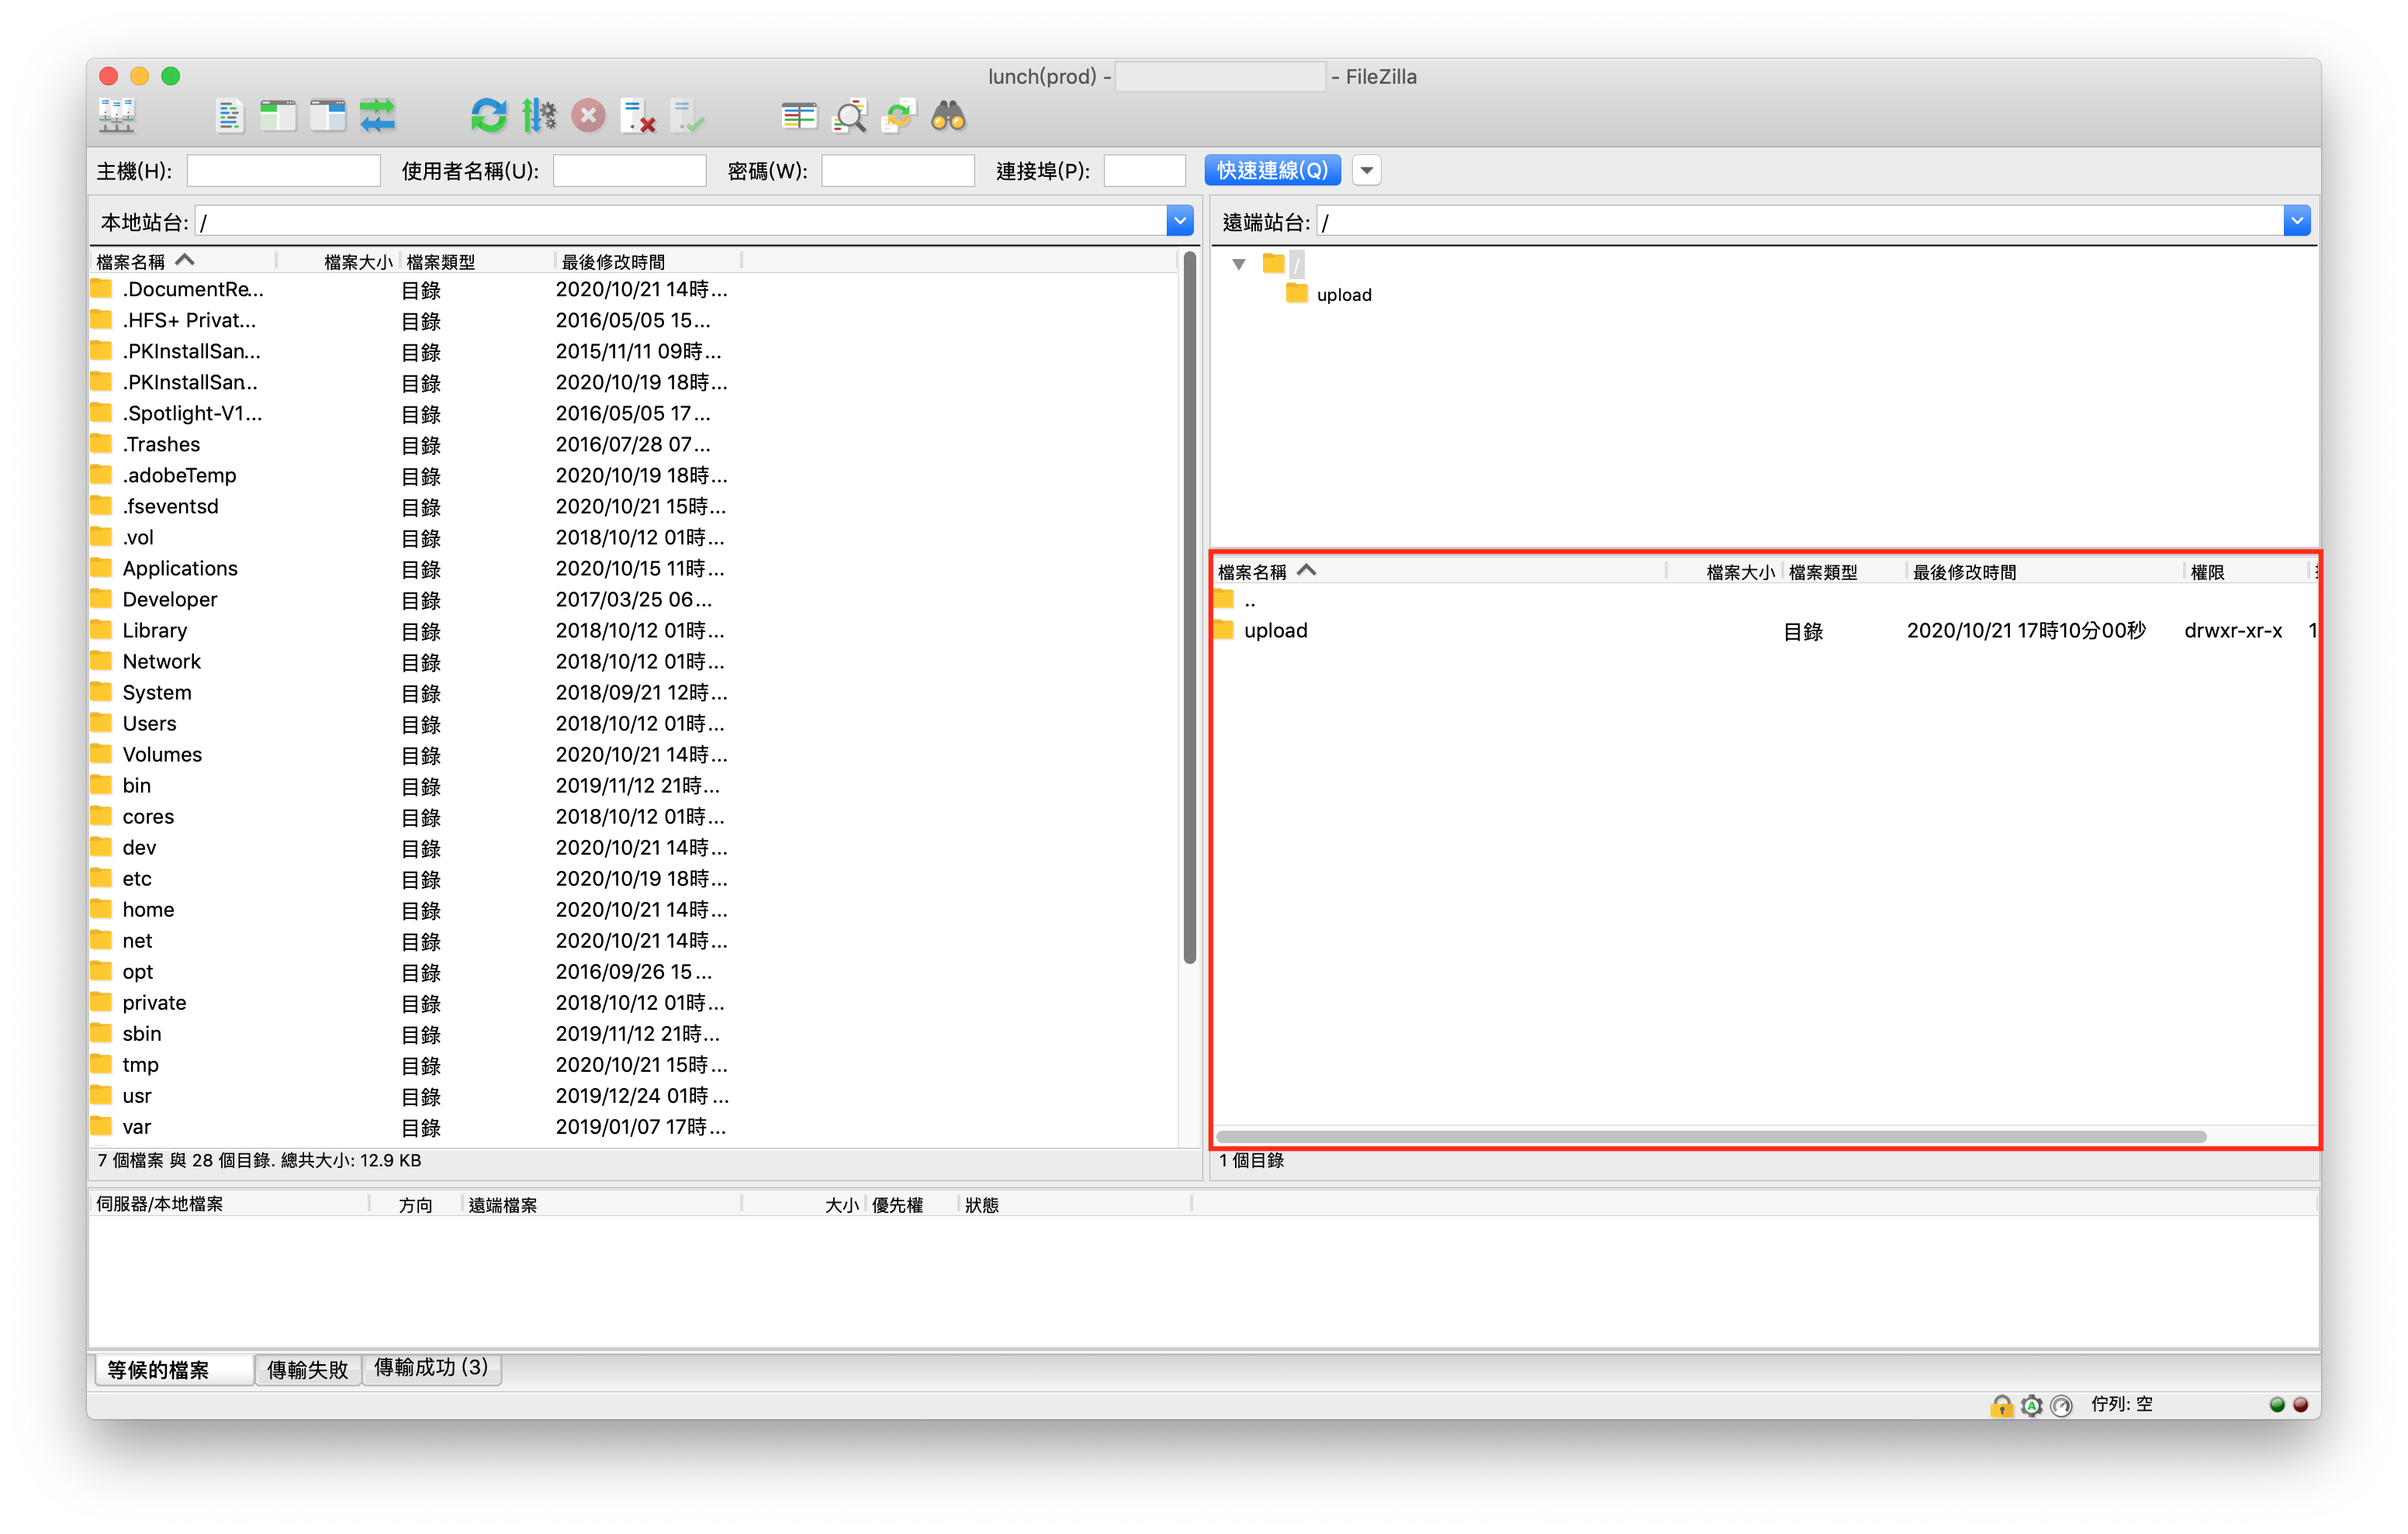 lunch(prod) - - FileZilla
主機(H): 使用者名稱(U): 密碼(W): 連接埠(P): 快速連線(Q)
本地站台: /
檔案名稱 檔案大小 檔案類型 最後修改時間
.DocumentRe... 目錄 2020/10/21 14時...
.HFS+ Privat... 目錄 2016/05/05 15...
.PKInstallSan... 目錄 2015/11/11 09時...
.PKInstallSan... 目錄 2020/10/19 18時...
.Spotlight-V1... 目錄 2016/05/05 17...
.Trashes 目錄 2016/07/28 07...
.adobeTemp 目錄 2020/10/19 18時...
.fseventsd 目錄 2020/10/21 15時...
.vol 目錄 2018/10/12 01時...
Applications 目錄 2020/10/15 11時...
Developer 目錄 2017/03/25 06...
Library 目錄 2018/10/12 01時...
Network 目錄 2018/10/12 01時...
System 目錄 2018/09/21 12時...
Users 目錄 2018/10/12 01時...
Volumes 目錄 2020/10/21 14時...
bin 目錄 2019/11/12 21時...
cores 目錄 2018/10/12 01時...
dev 目錄 2020/10/21 14時...
etc 目錄 2020/10/19 18時...
home 目錄 2020/10/21 14時...
net 目錄 2020/10/21 14時...
opt 目錄 2016/09/26 15...
private 目錄 2018/10/12 01時...
sbin 目錄 2019/11/12 21時...
tmp 目錄 2020/10/21 15時...
usr 目錄 2019/12/24 01時...
var 目錄 2019/01/07 17時...
7 個檔案 與 28 個目錄. 總共大小: 12.9 KB
遠端站台: /
/
upload
檔案名稱 檔案大小 檔案類型 最後修改時間 權限
..
upload 目錄 2020/10/21 17時10分00秒 drwxr-xr-x 1
1 個目錄
伺服器/本地檔案 方向 遠端檔案 大小 優先權 狀態
等候的檔案 傳輸失敗 傳輸成功 (3)
佇列: 空